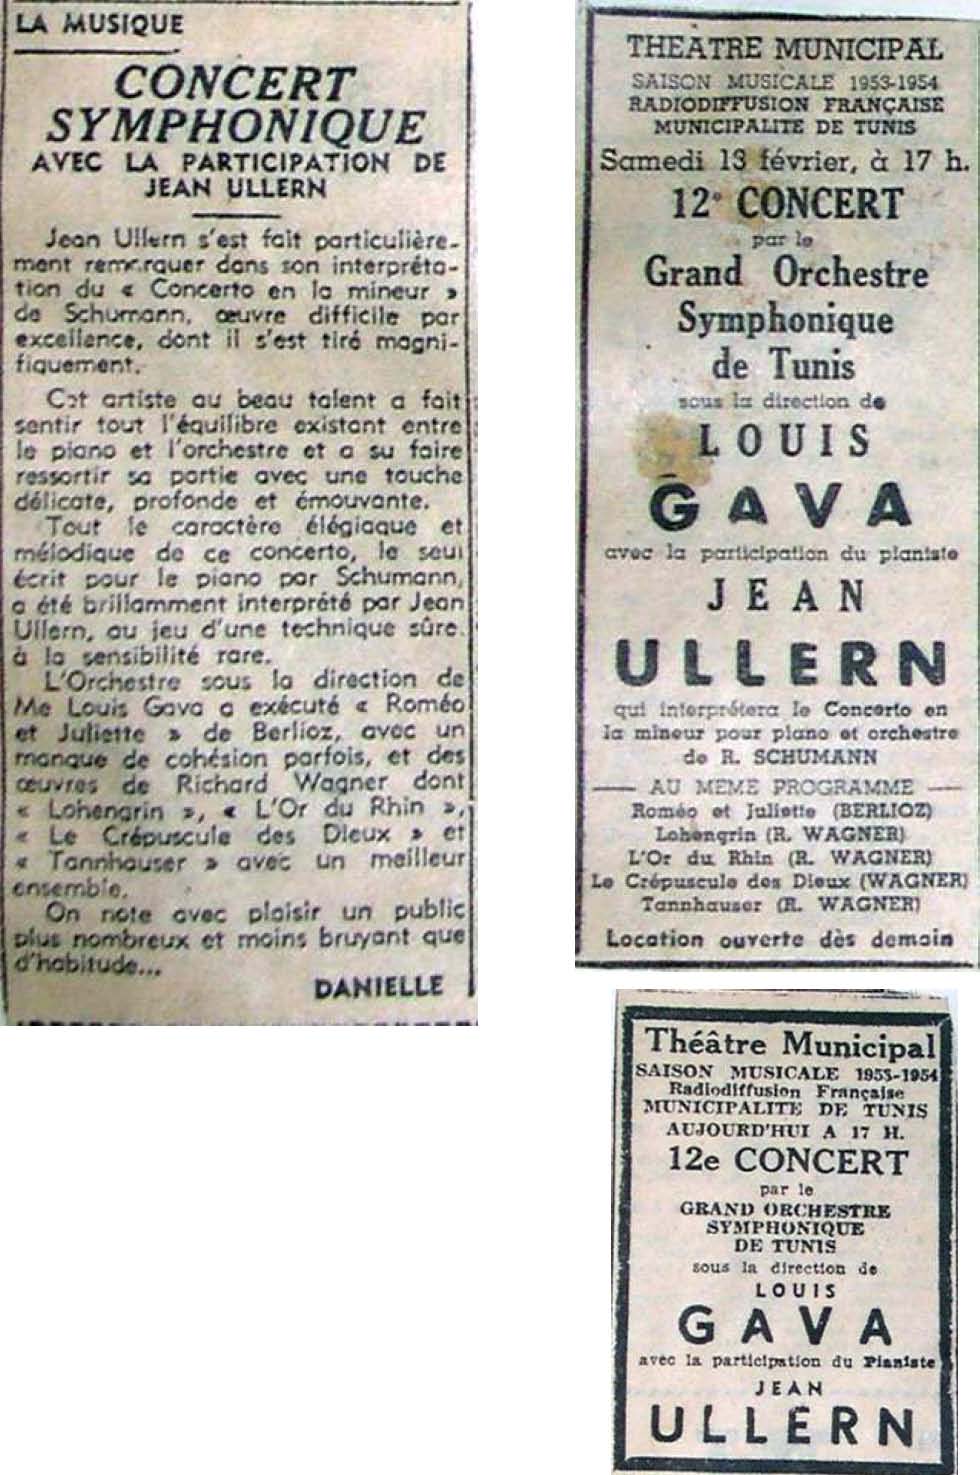 LA MUSIQUE
CONCERT
SYMPHONIQUE
AVEC LA PARTICIPATION DE
JEAN ULLERN
Jean Ullern s'est fait particulière-
ment remarquer dans son interpréta-
tion du « Concerto en la mineur »
de Schumann, œuvre difficile par
excellence, dont il s'est tiré magni-
fiquement.
Cet artiste au beau talent a fait
sentir tout l'équilibre existant entre
le piano et l'orchestre et a su faire
ressortir sa partie avec une touche
délicate, profonde et émouvante.
Tout le caractère élégiaque et
mélodique de ce concerto, le seul
écrit pour le piano par Schumann,
a été brillamment interprété par Jean
Ullern, au jeu d'une technique sûre,
à la sensibilité rare.
L'Orchestre sous la direction de
Me Louis Gava a exécuté « Roméo
et Juliette » de Berlioz, avec un
manque de cohésion parfois, et des
œuvres de Richard Wagner dont
« Lohengrin », « L'Or du Rhin »,
« Le Crépuscule des Dieux » et
« Tannhauser » avec un meilleur
ensemble.
On note avec plaisir un public
plus nombreux et moins bruyant que
d'habitude...
DANIELLE
THEATRE MUNICIPAL
SAISON MUSICALE 1953-1954
RADIODIFFUSION FRANÇAISE
MUNICIPALITE DE TUNIS
Samedi 13 février, à 17 h.
12e CONCERT
par le
Grand Orchestre
Symphonique
de Tunis
sous la direction de
LOUIS
GAVA
avec la participation du pianiste
JEAN
ULLERN
qui interprétera le Concerto en
la mineur pour piano et orchestre
de R. SCHUMANN
AU MEME PROGRAMME
Roméo et Juliette (BERLIOZ)
Lohengrin (R. WAGNER)
L'Or du Rhin (R. WAGNER)
Le Crépuscule des Dieux (WAGNER)
Tannhauser (R. WAGNER)
Location ouverte dès demain
Théâtre Municipal
SAISON MUSICALE 1953-1954
Radiodiffusion Française
MUNICIPALITE DE TUNIS
AUJOURD'HUI A 17 H.
12e CONCERT
par le
GRAND ORCHESTRE
SYMPHONIQUE
DE TUNIS
sous la direction de
LOUIS
GAVA
avec la participation du Pianiste
JEAN
ULLERN